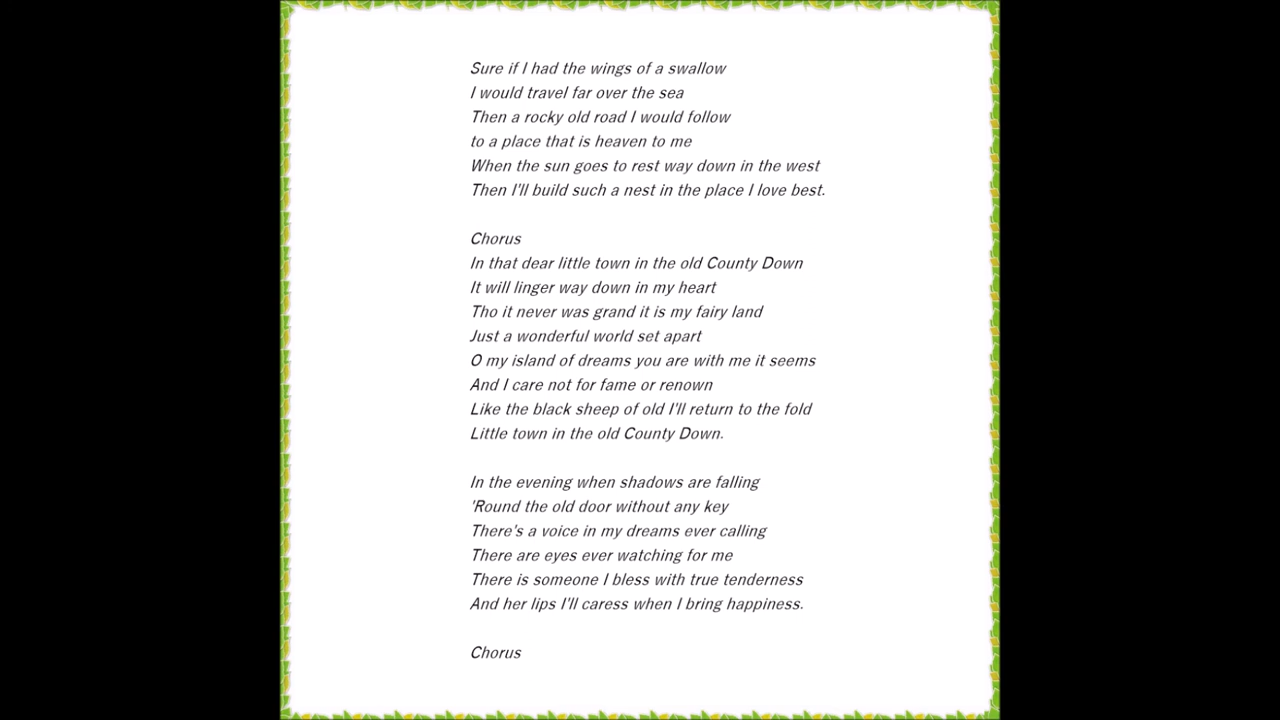 Sure if I had the wings of a swallow
I would travel far over the sea
Then a rocky old road I would follow
to a place that is heaven to me
When the sun goes to rest way down in the west
Then I'll build such a nest in the place I love best.
Chorus
In that dear little town in the old County Down
It will linger way down in my heart
Tho it never was grand it is my fairy land
Just a wonderful world set apart
O my island of dreams you are with me it seems
And I care not for fame or renown
Like the black sheep of old I'll return to the fold
Little town in the old County Down.
In the evening when shadows are falling
'Round the old door without any key
There's a voice in my dreams ever calling
There are eyes ever watching for me
There is someone I bless with true tenderness
And her lips I'll caress when I bring happiness.
Chorus